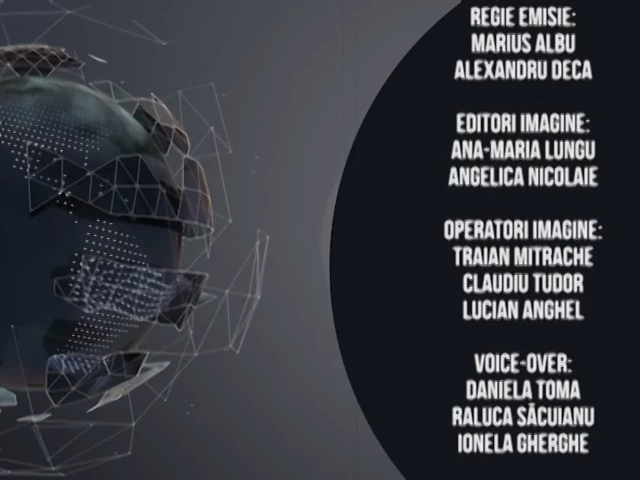 REGIE EMISIE:
MARIUS ALBU
ALEXANDRU DECA
EDITORI IMAGINE:
ANA-MARIA LUNGU
ANGELICA NICOLAIE
OPERATORI IMAGINE:
TRAIAN MITRACHE
CLAUDIU TUDOR
LUCIAN ANGHEL
VOICE-OVER:
DANIELA TOMA
RALUCA SĂCUIANU
IONELA GHERGHE